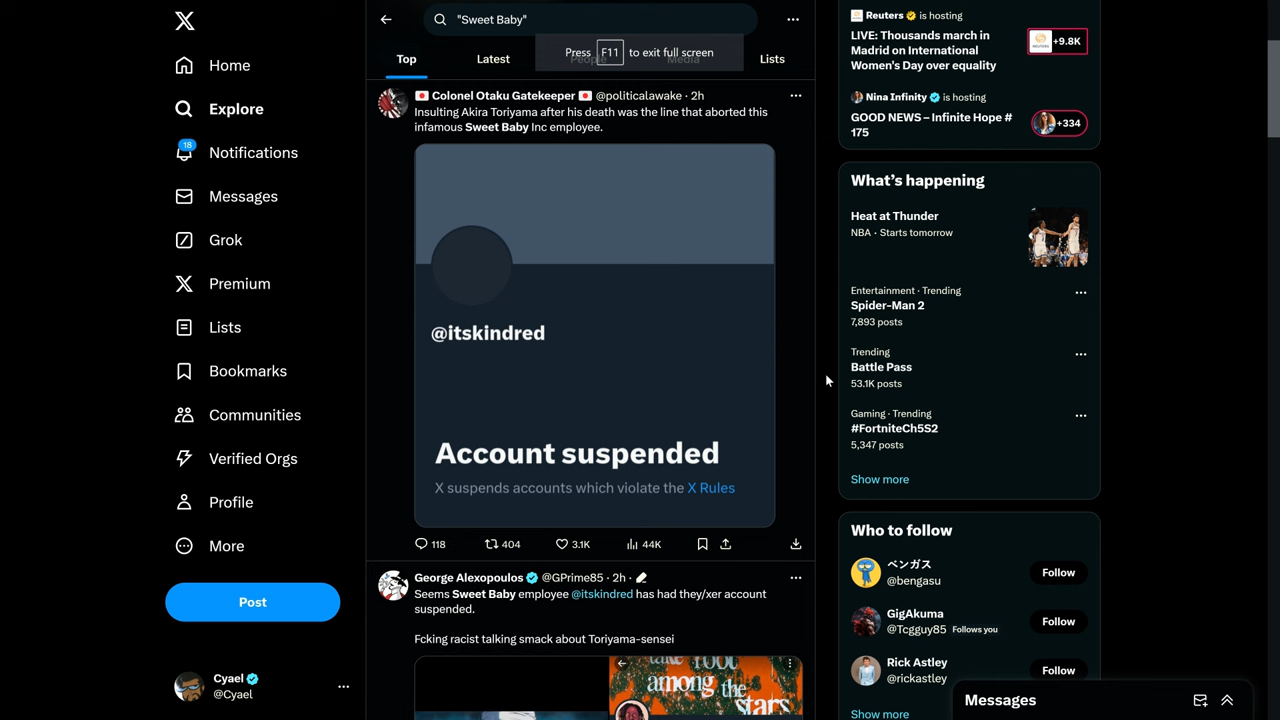 Home
Explore
18
Notifications
Messages
Grok
Premium
Lists
Bookmarks
Communities
Verified Orgs
Profile
More
Post
Cyael
@Cyael
"Sweet Baby"
Press F11 to exit full screen
Top
Latest
People
Media
Lists
Colonel Otaku Gatekeeper @politicalawake · 2h
Insulting Akira Toriyama after his death was the line that aborted this
infamous Sweet Baby Inc employee.
@itskindred
Account suspended
X suspends accounts which violate the X Rules
118 404 3.1K 44K
George Alexopoulos @GPrime85 · 2h ·
Seems Sweet Baby employee @itskindred has had they/xer account
suspended.
Fcking racist talking smack about Toriyama-sensei
take root
among the
stars
Reuters is hosting
LIVE: Thousands march in
Madrid on International
Women's Day over equality
+9.8K
Nina Infinity is hosting
GOOD NEWS – Infinite Hope #
175
+334
What's happening
Heat at Thunder
NBA · Starts tomorrow
Entertainment · Trending
Spider-Man 2
7,893 posts
Trending
Battle Pass
53.1K posts
Gaming · Trending
#FortniteCh5S2
5,347 posts
Show more
Who to follow
ベンガス
@bengasu
Follow
GigAkuma
@Tcgguy85 Follows you
Follow
Rick Astley
@rickastley
Follow
Show more
Messages